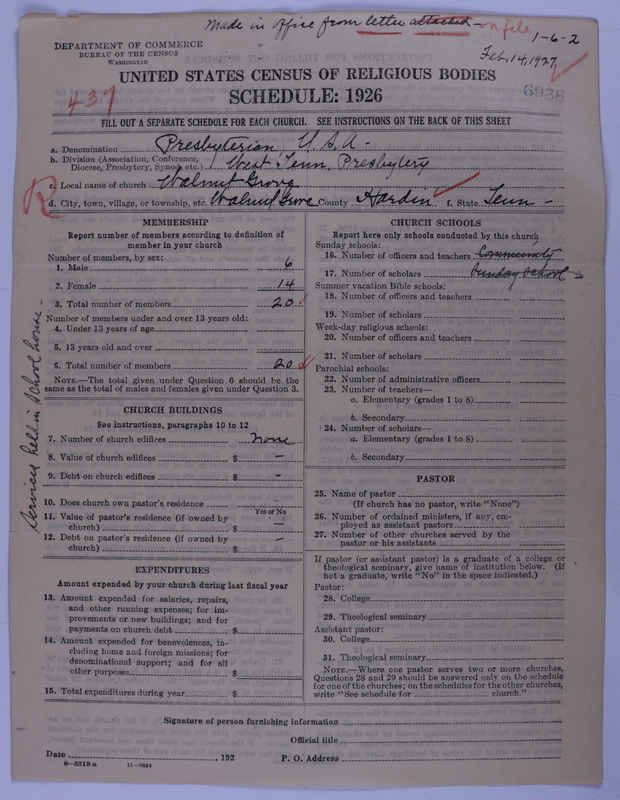 made in office from letter attached - on file
1-6-2
DEPARTMENT OF COMMERCE
BUREAU OF THE CENSUS
WASHINGTON
Feb. 14, 1927
UNITED STATES CENSUS OF RELIGIOUS BODIES
437
SCHEDULE: 1926
6938
FILL OUT A SEPARATE SCHEDULE FOR EACH CHURCH. SEE INSTRUCTIONS ON THE BACK OF THIS SHEET
a. Denomination Presbyterian, U.S.A.
b. Division (Association, Conference, Diocese, Presbytery, Synod, etc.) West Tenn. Presbytery
c. Local name of church Walnut Grove
R
d. City, town, village, or township, etc. Walnut Grove County Hardin f. State Tenn -
MEMBERSHIP
Report number of members according to definition of
member in your church
Number of members, by sex:
1. Male 6
2. Female 14
3. Total number of members 20
Number of members under and over 13 years old:
4. Under 13 years of age
5. 13 years old and over
6. Total number of members 20
NOTE.—The total given under Question 6 should be the
same as the total of males and females given under Question 3.
CHURCH BUILDINGS
See instructions, paragraphs 10 to 12
7. Number of church edifices none
8. Value of church edifices $ -
9. Debt on church edifices $ -
10. Does church own pastor's residence -
Yes or No
11. Value of pastor's residence (if owned by
church) $ -
12. Debt on pastor's residence (if owned by
church) $ -
Services held in school house -
EXPENDITURES
Amount expended by your church during last fiscal year
13. Amount expended for salaries, repairs,
and other running expenses; for im-
provements or new buildings; and for
payments on church debt $
14. Amount expended for benevolences, in-
cluding home and foreign missions; for
denominational support; and for all
other purposes $
15. Total expenditures during year $
CHURCH SCHOOLS
Report here only schools conducted by this church
Sunday schools:
16. Number of officers and teachers Community
17. Number of scholars Sunday School -
Summer vacation Bible schools:
18. Number of officers and teachers
19. Number of scholars
Week-day religious schools:
20. Number of officers and teachers
21. Number of scholars
Parochial schools:
22. Number of administrative officers
23. Number of teachers—
a. Elementary (grades 1 to 8)
b. Secondary
24. Number of scholars—
a. Elementary (grades 1 to 8)
b. Secondary
PASTOR
25. Name of pastor
(If church has no pastor, write "None")
26. Number of ordained ministers, if any, em-
ployed as assistant pastors
27. Number of other churches served by the
pastor or his assistants
If pastor (or assistant pastor) is a graduate of a college or
theological seminary, give name of institution below. (If
not a graduate, write "No" in the space indicated.)
Pastor:
28. College
29. Theological seminary
Assistant pastor:
30. College
31. Theological seminary
NOTE.—Where one pastor serves two or more churches,
Questions 28 and 29 should be answered only on the schedule
for one of the churches; on the schedules for the other churches,
write "See schedule for church."
Signature of person furnishing information
Official title
Date , 192 P. O. Address
8-5515 a 11-9664